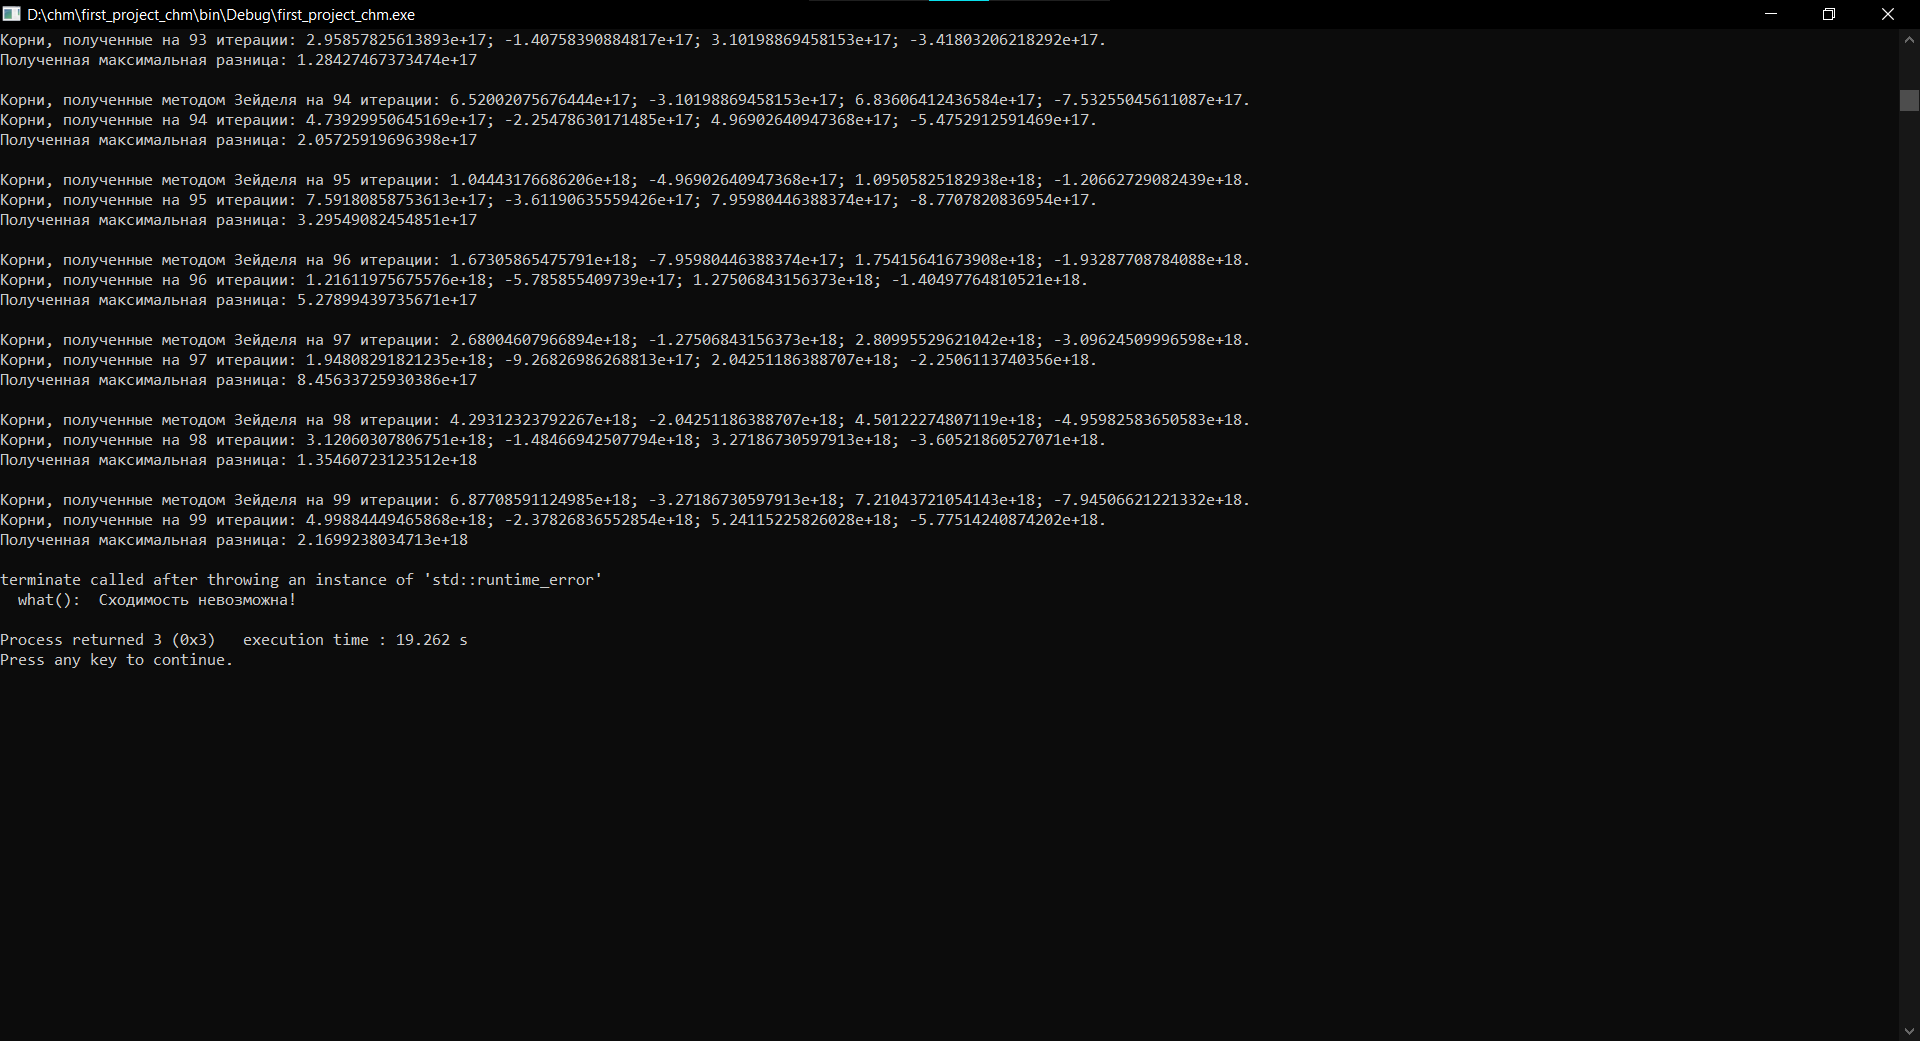 D:\chm\first_project_chm\bin\Debug\first_project_chm.exe
Корни, полученные на 93 итерации: 2.95857825613893e+17; -1.40758390884817e+17; 3.10198869458153e+17; -3.41803206218292e+17.
Полученная максимальная разница: 1.28427467373474e+17
Корни, полученные методом Зейделя на 94 итерации: 6.52002075676444e+17; -3.10198869458153e+17; 6.83606412436584e+17; -7.53255045611087e+17.
Корни, полученные на 94 итерации: 4.73929950645169e+17; -2.25478630171485e+17; 4.96902640947368e+17; -5.4752912591469e+17.
Полученная максимальная разница: 2.05725919696398e+17
Корни, полученные методом Зейделя на 95 итерации: 1.04443176686206e+18; -4.96902640947368e+17; 1.09505825182938e+18; -1.20662729082439e+18.
Корни, полученные на 95 итерации: 7.59180858753613e+17; -3.61190635559426e+17; 7.95980446388374e+17; -8.7707820836954e+17.
Полученная максимальная разница: 3.29549082454851e+17
Корни, полученные методом Зейделя на 96 итерации: 1.67305865475791e+18; -7.95980446388374e+17; 1.75415641673908e+18; -1.93287708784088e+18.
Корни, полученные на 96 итерации: 1.21611975675576e+18; -5.785855409739e+17; 1.27506843156373e+18; -1.40497764810521e+18.
Полученная максимальная разница: 5.27899439735671e+17
Корни, полученные методом Зейделя на 97 итерации: 2.68004607966894e+18; -1.27506843156373e+18; 2.80995529621042e+18; -3.09624509996598e+18.
Корни, полученные на 97 итерации: 1.94808291821235e+18; -9.26826986268813e+17; 2.04251186388707e+18; -2.2506113740356e+18.
Полученная максимальная разница: 8.45633725930386e+17
Корни, полученные методом Зейделя на 98 итерации: 4.29312323792267e+18; -2.04251186388707e+18; 4.50122274807119e+18; -4.95982583650583e+18.
Корни, полученные на 98 итерации: 3.12060307806751e+18; -1.48466942507794e+18; 3.27186730597913e+18; -3.60521860527071e+18.
Полученная максимальная разница: 1.35460723123512e+18
Корни, полученные методом Зейделя на 99 итерации: 6.87708591124985e+18; -3.27186730597913e+18; 7.21043721054143e+18; -7.94506621221332e+18.
Корни, полученные на 99 итерации: 4.99884449465868e+18; -2.37826836552854e+18; 5.24115225826028e+18; -5.77514240874202e+18.
Полученная максимальная разница: 2.1699238034713e+18
terminate called after throwing an instance of 'std::runtime_error'
  what():  Сходимость невозможна!
Process returned 3 (0x3)   execution time : 19.262 s
Press any key to continue.